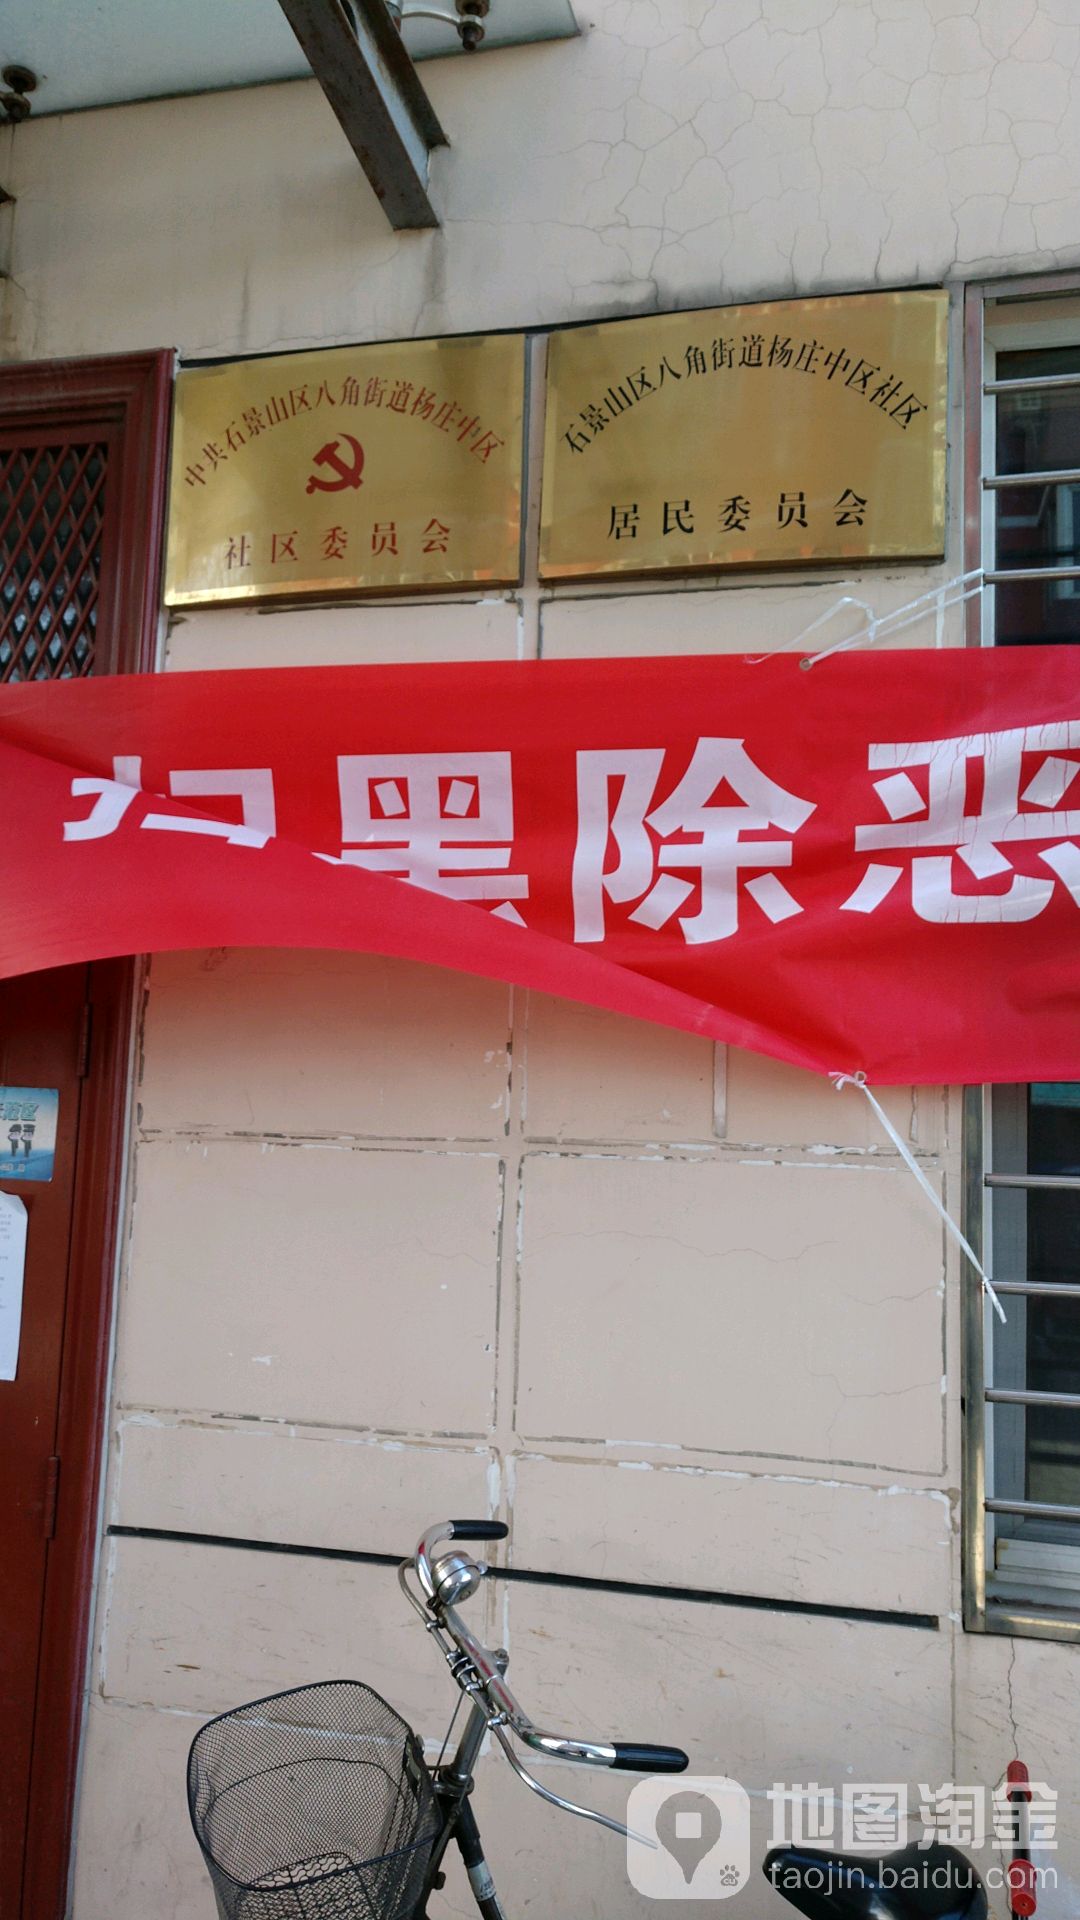 中共石景山区八角街道杨庄中区
社区委员会
石景山区八角街道杨庄中区社区
居民委员会
扫黑除恶
地图淘金
taojin.baidu.com